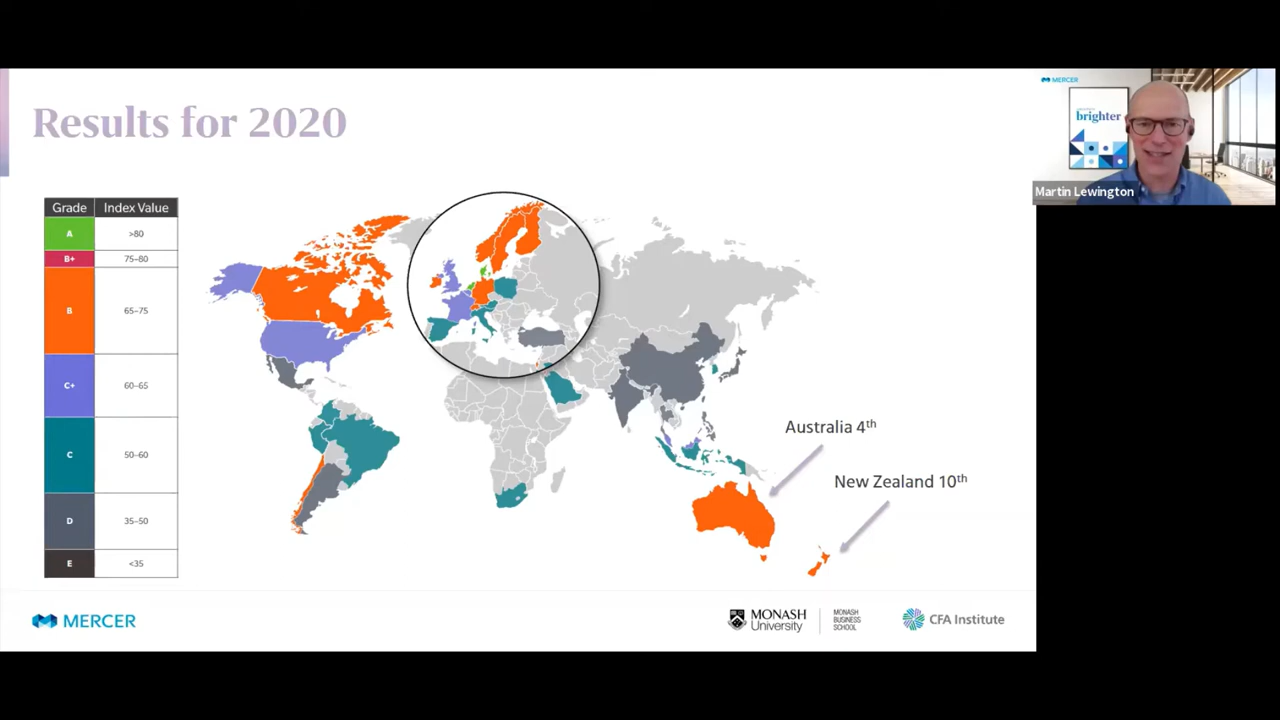 Results for 2020
Grade Index Value
A >80
B+ 75–80
B 65–75
C+ 60–65
C 50–60
D 35–50
E <35
Australia 4th
New Zealand 10th
MERCER
MONASH
University
MONASH
BUSINESS
SCHOOL
CFA Institute
MERCER
brighter
Martin Lewington